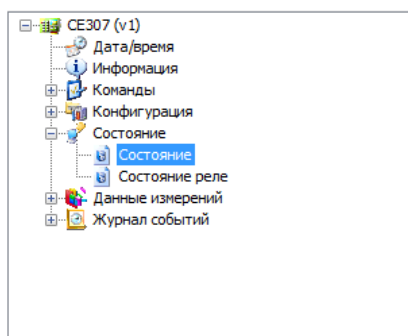 CE307 (v1)
Дата/время
Информация
Команды
Конфигурация
Состояние
Состояние
Состояние реле
Данные измерений
Журнал событий